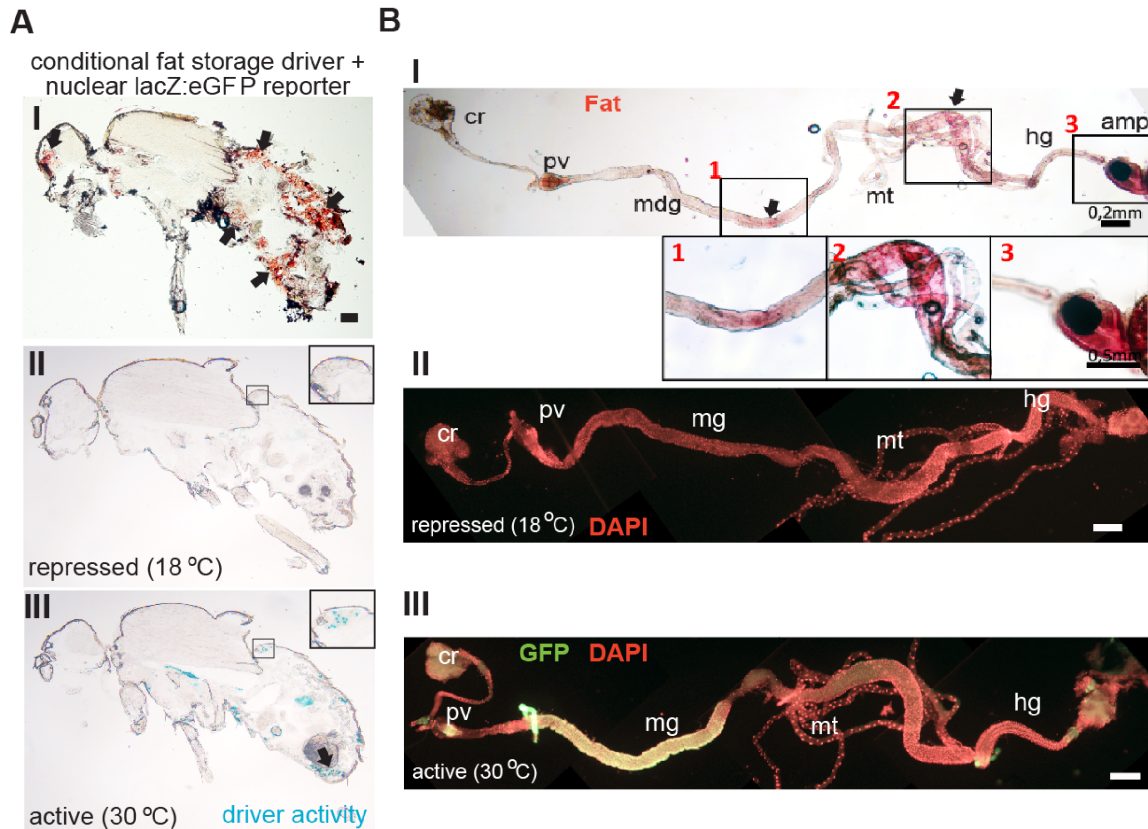 A
conditional fat storage driver +
nuclear lacZ:eGFP reporter
I
II
repressed (18 ºC)
III
active (30 ºC)
driver activity
B
I
Fat
cr
pv
mdg
1
mt
2
hg
3
amp
0,2mm
1
2
3
0,5mm
II
cr
pv
mg
mt
hg
repressed (18 ºC) DAPI
III
GFP DAPI
cr
pv
mg
mt
hg
active (30 ºC)